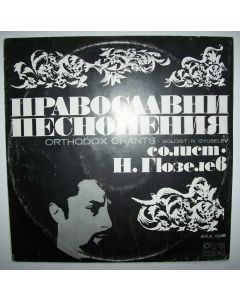 ПРАВОСЛАВНИ
ПЕСНОПЕНИЯ
ORTHODOX CHANTS · SOLOIST: N. GYUSELEV
солист·
Н. Гюзелев